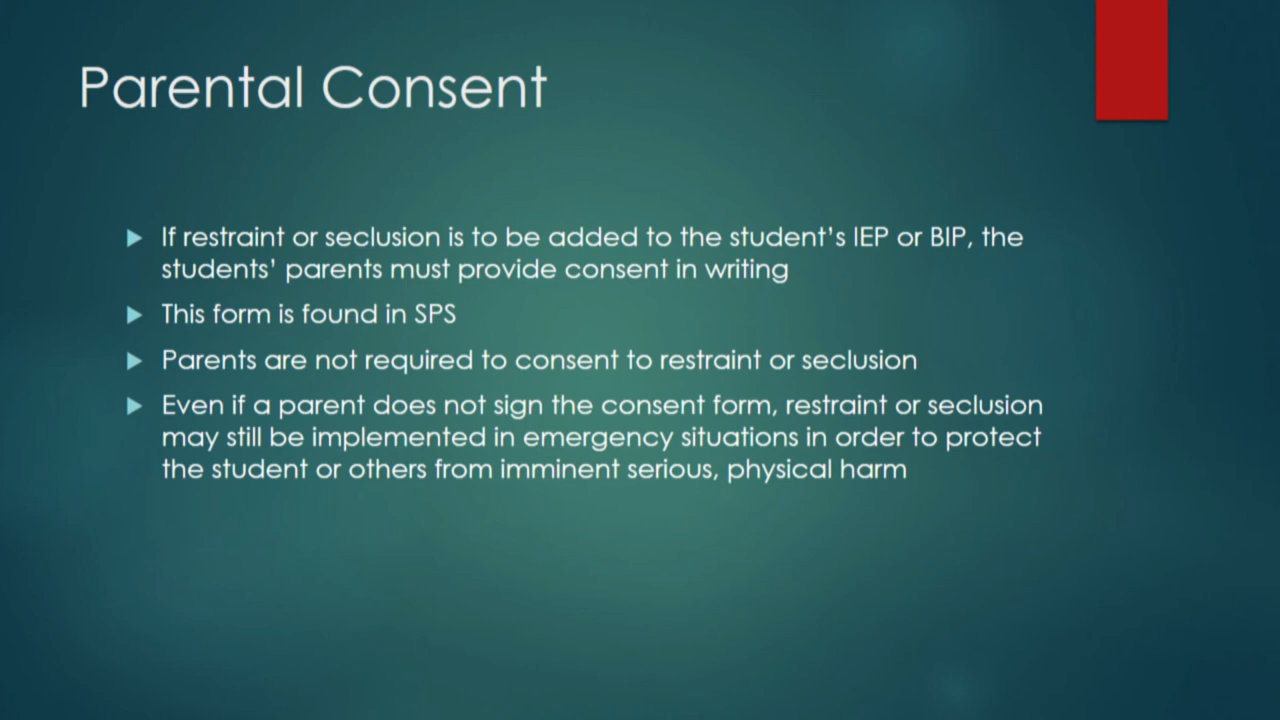 Parental Consent
If restraint or seclusion is to be added to the student's IEP or BIP, the
students' parents must provide consent in writing
This form is found in SPS
Parents are not required to consent to restraint or seclusion
Even if a parent does not sign the consent form, restraint or seclusion
may still be implemented in emergency situations in order to protect
the student or others from imminent serious, physical harm